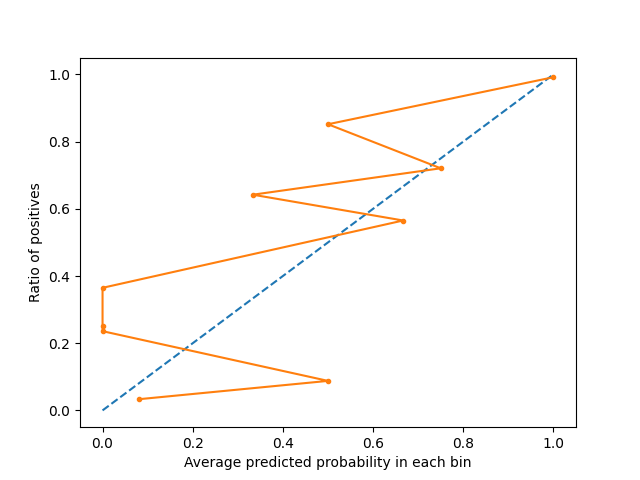 1.0
0.8
0.6
0.4
0.2
0.0
Ratio of positives
0.0 0.2 0.4 0.6 0.8 1.0
Average predicted probability in each bin